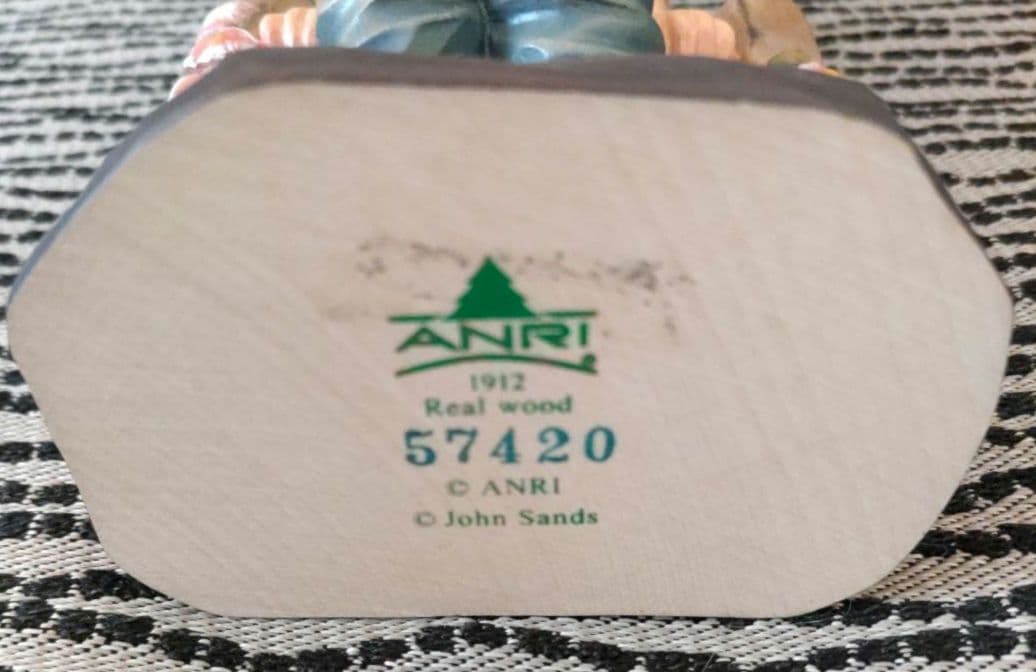 ANRI
1912
Real wood
57420
© ANRI
© John Sands